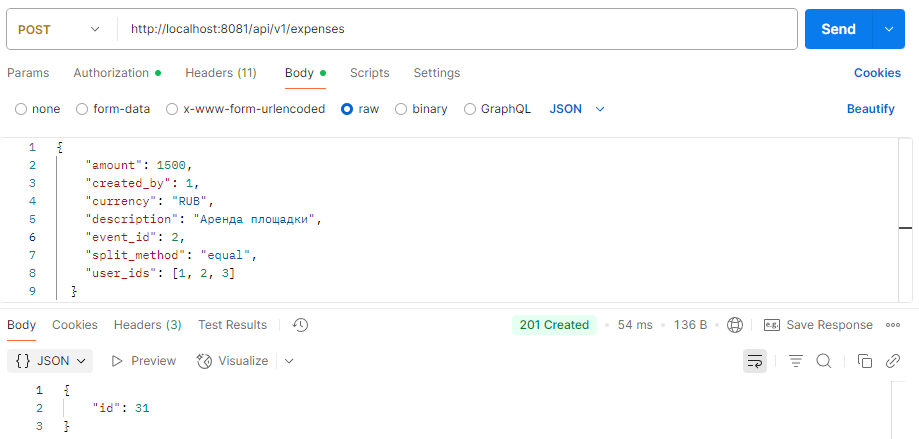 POST http://localhost:8081/api/v1/expenses Send
Params Authorization Headers (11) Body Scripts Settings Cookies
none form-data x-www-form-urlencoded raw binary GraphQL JSON Beautify
1 {
2 "amount": 1500,
3 "created_by": 1,
4 "currency": "RUB",
5 "description": "Аренда площадки",
6 "event_id": 2,
7 "split_method": "equal",
8 "user_ids": [1, 2, 3]
9 }
Body Cookies Headers (3) Test Results 201 Created 54 ms 136 B e.g. Save Response
{} JSON Preview Visualize
1 {
2 "id": 31
3 }